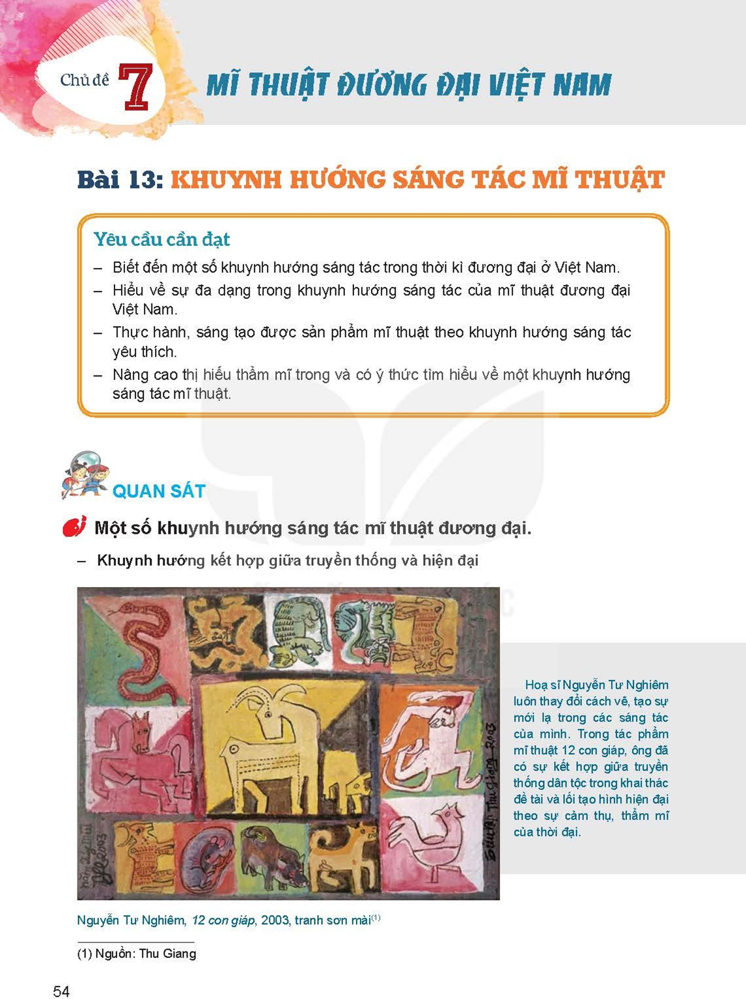 Chủ đề 7
MĨ THUẬT ĐƯƠNG ĐẠI VIỆT NAM
Bài 13: KHUYNH HƯỚNG SÁNG TÁC MĨ THUẬT
Yêu cầu cần đạt
– Biết đến một số khuynh hướng sáng tác trong thời kì đương đại ở Việt Nam.
– Hiểu về sự đa dạng trong khuynh hướng sáng tác của mĩ thuật đương đại
Việt Nam.
– Thực hành, sáng tạo được sản phẩm mĩ thuật theo khuynh hướng sáng tác
yêu thích.
– Nâng cao thị hiếu thẩm mĩ trong và có ý thức tìm hiểu về một khuynh hướng
sáng tác mĩ thuật.
QUAN SÁT
Một số khuynh hướng sáng tác mĩ thuật đương đại.
– Khuynh hướng kết hợp giữa truyền thống và hiện đại
Hoạ sĩ Nguyễn Tư Nghiêm
luôn thay đổi cách vẽ, tạo sự
mới lạ trong các sáng tác
của mình. Trong tác phẩm
mĩ thuật 12 con giáp, ông đã
có sự kết hợp giữa truyền
thống dân tộc trong khai thác
đề tài và lối tạo hình hiện đại
theo sự cảm thụ, thẩm mĩ
của thời đại.
Thu Giang 2003
2003
Nguyễn Tư Nghiêm, 12 con giáp, 2003, tranh sơn mài(1)
(1) Nguồn: Thu Giang
54